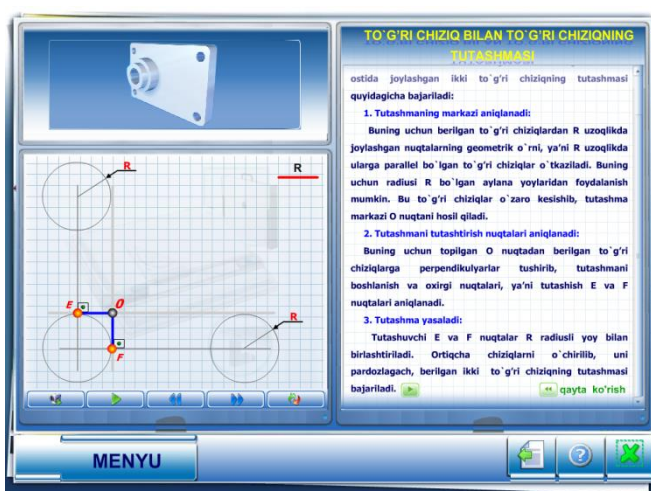 TO`G'RI CHIZIQ BILAN TO`G'RI CHIZIQNING
TUTASHMASI
ostida joylashgan ikki to`g'ri chiziqning tutashmasi
quyidagicha bajariladi:
1. Tutashmaning markazi aniqlanadi:
Buning uchun berilgan to`g'ri chiziqlardan R uzoqlikda
joylashgan nuqtalarning geometrik o`rni, ya'ni R uzoqlikda
ularga parallel bo`lgan to`g'ri chiziqlar o`tkaziladi. Buning
uchun radiusi R bo`lgan aylana yoylaridan foydalanish
mumkin. Bu to`g'ri chiziqlar o`zaro kesishib, tutashma
markazi O nuqtani hosil qiladi.
2. Tutashmani tutashtirish nuqtalari aniqlanadi:
Buning uchun topilgan O nuqtadan berilgan to`g'ri
chiziqlarga perpendikulyarlar tushirib, tutashmani
boshlanish va oxirgi nuqtalari, ya'ni tutashish E va F
nuqtalari aniqlanadi.
3. Tutashma yasaladi:
Tutashuvchi E va F nuqtalar R radiusli yoy bilan
birlashtiriladi. Ortiqcha chiziqlarni o`chirilib, uni
pardozlagach, berilgan ikki to`g'ri chiziqning tutashmasi
bajariladi.
qayta ko'rish
R
R
E
O
F
R
MENYU
?